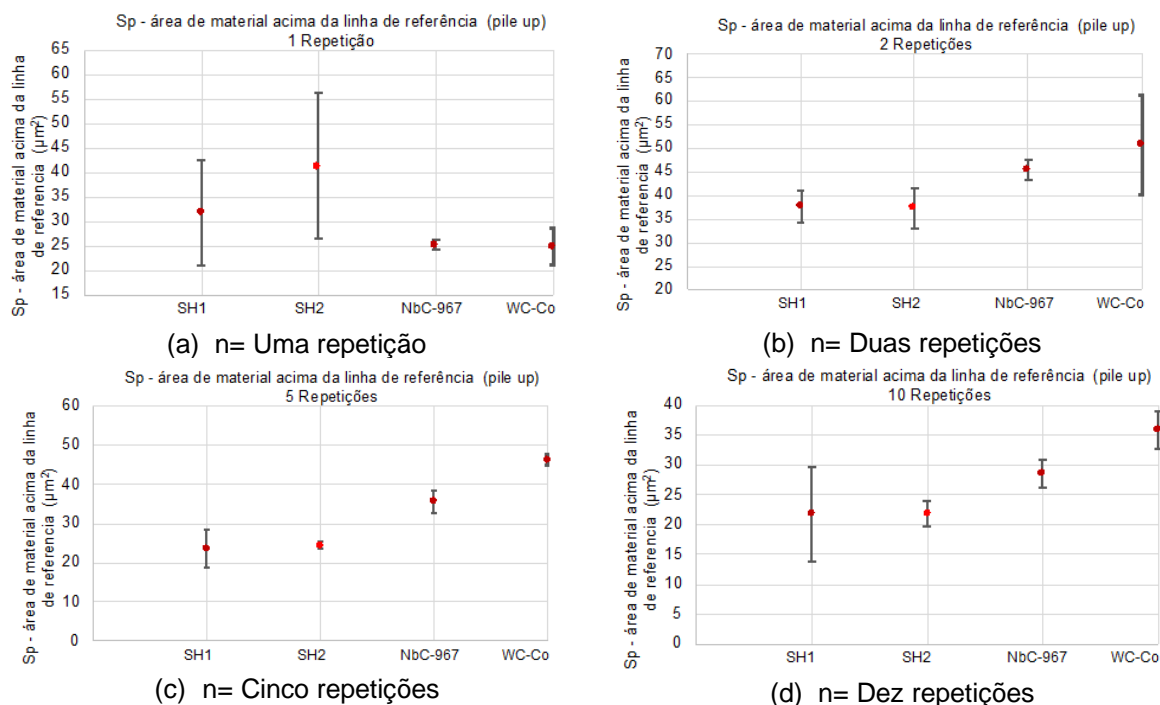 Sp - área de material acima da linha de referência (pile up)
1 Repetição
Sp - área de material acima da linha
de referencia (µm²)
65
60
55
50
45
40
35
30
25
20
15
SH1 SH2 NbC-967 WC-Co
(a) n= Uma repetição
Sp - área de material acima da linha de referência (pile up)
2 Repetições
Sp - área de material acima da linha
de referencia (µm²)
70
65
60
55
50
45
40
35
30
25
20
SH1 SH2 NbC-967 WC-Co
(b) n= Duas repetições
Sp - área de material acima da linha de referência (pile up)
5 Repetições
Sp - área de material acima da linha
de referencia (µm²)
60
50
40
30
20
10
0
SH1 SH2 NbC-967 WC-Co
(c) n= Cinco repetições
Sp - área de material acima da linha de referência (pile up)
10 Repetições
Sp - área de material acima da linha
de referencia (µm²)
40
35
30
25
20
15
10
5
0
SH1 SH2 NbC-967 WC-Co
(d) n= Dez repetições